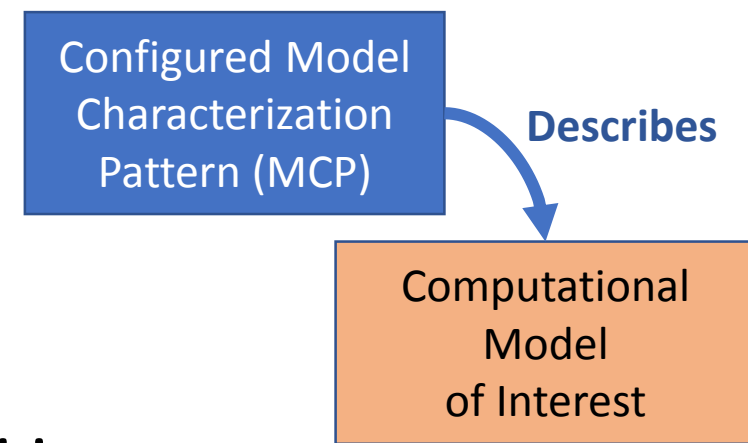 Configured Model
Characterization
Pattern (MCP)
Describes
Computational
Model
of Interest